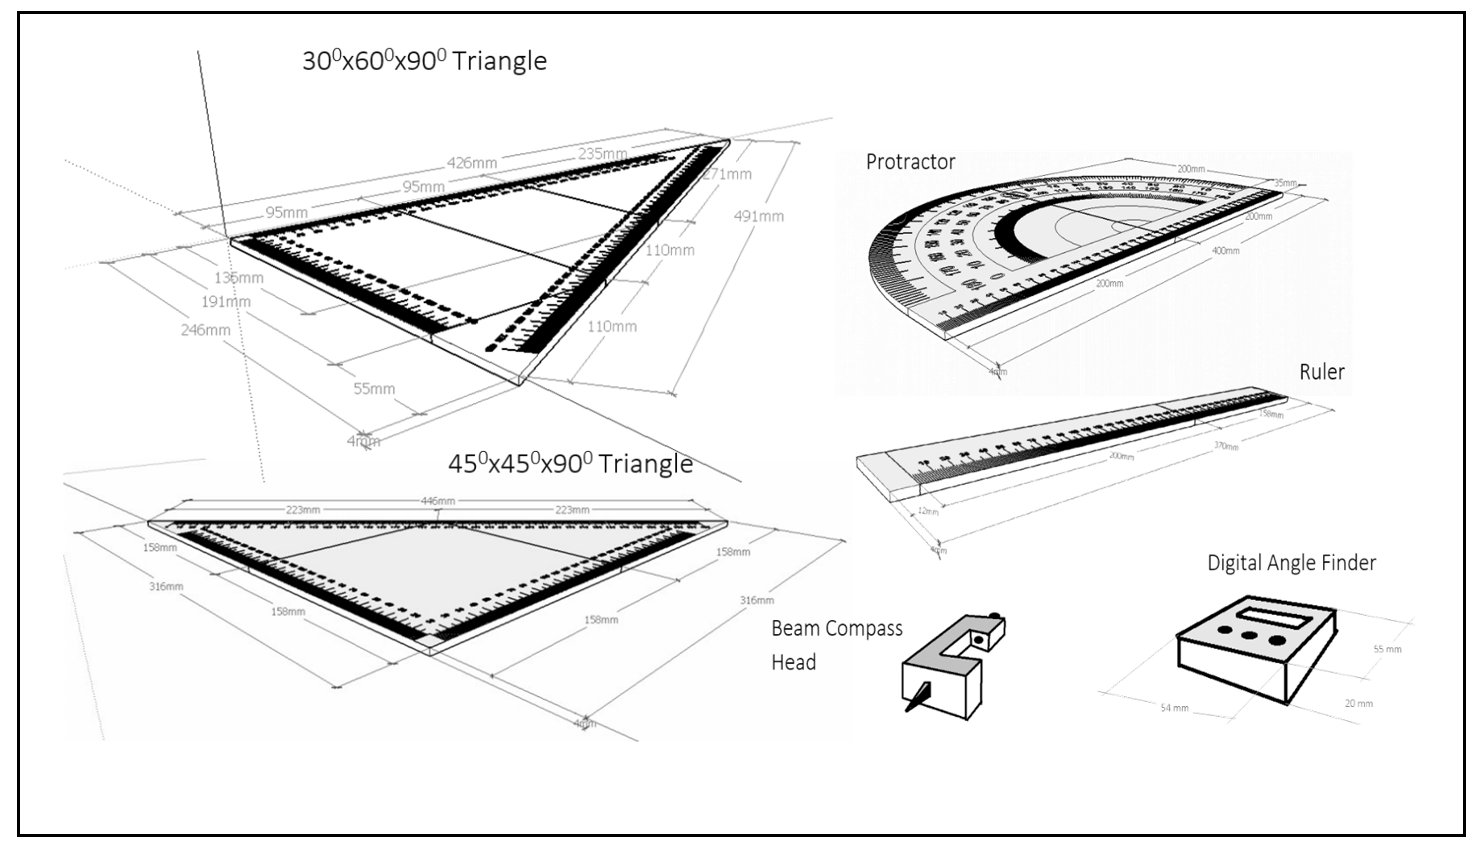 30⁰x60⁰x90⁰ Triangle
426mm
235mm
95mm
95mm
271mm
491mm
110mm
110mm
136mm
191mm
246mm
55mm
4mm
Protractor
200mm
35mm
200mm
400mm
200mm
4mm
Ruler
158mm
370mm
200mm
12mm
4mm
45⁰x45⁰x90⁰ Triangle
446mm
223mm
223mm
158mm
158mm
316mm
316mm
158mm
158mm
4mm
Beam Compass
Head
Digital Angle Finder
55 mm
20 mm
54 mm